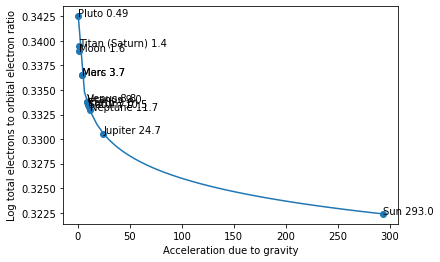 Log total electrons to orbital electron ratio
0.3425
0.3400
0.3375
0.3350
0.3325
0.3300
0.3275
0.3250
0.3225
Pluto 0.49
Titan (Saturn) 1.4
Moon 1.6
Mars 3.7
Venus 8.8
Neptune 11.7
Jupiter 24.7
Sun 293.0
0
50
100
150
200
250
300
Acceleration due to gravity